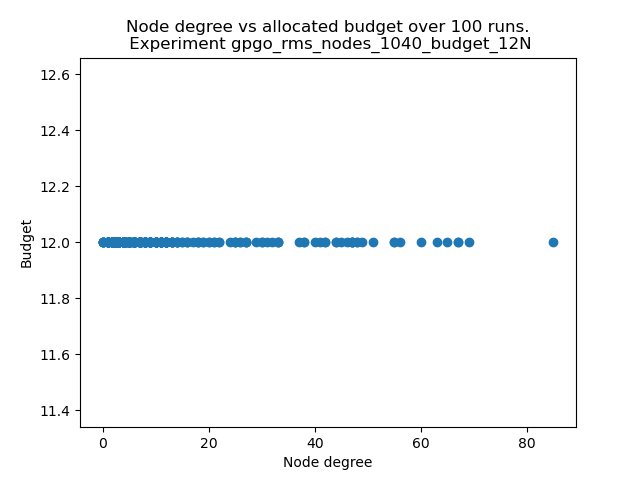 Node degree vs allocated budget over 100 runs.
Experiment gpgo_rms_nodes_1040_budget_12N
12.6
12.4
12.2
12.0
11.8
11.6
11.4
Budget
0 20 40 60 80
Node degree